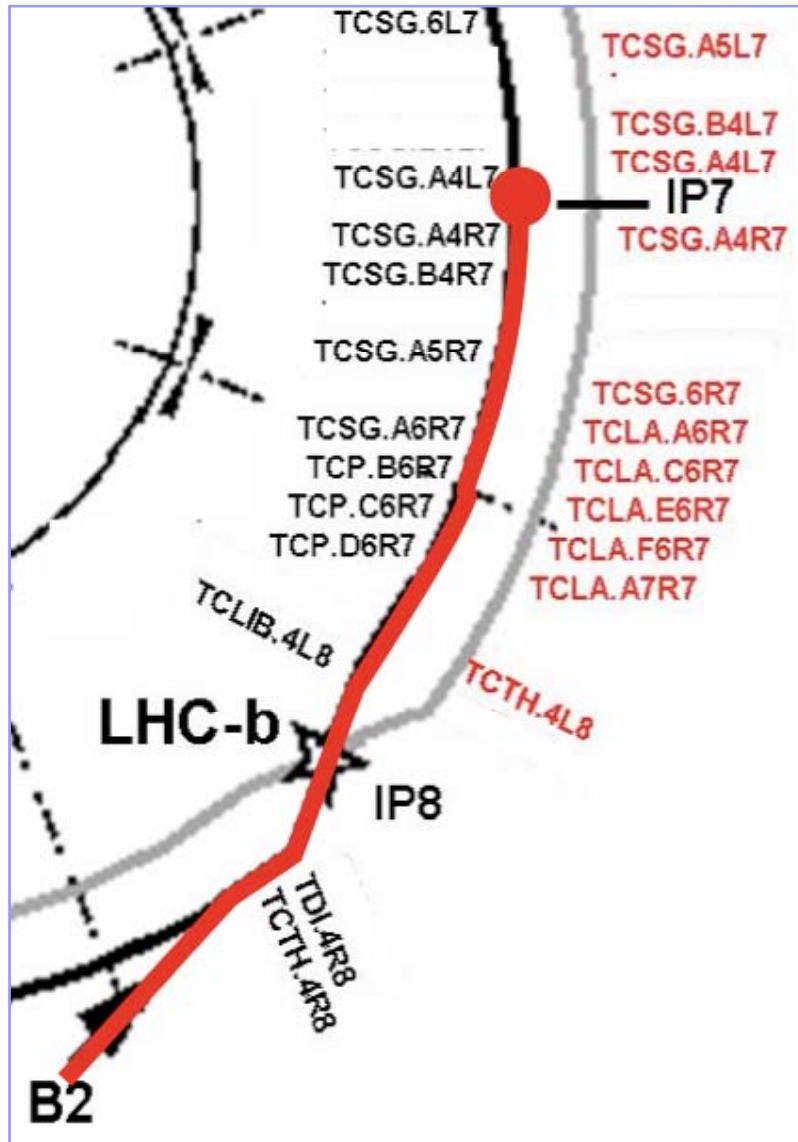 TCSG.6L7
TCSG.A5L7
TCSG.B4L7
TCSG.A4L7
TCSG.A4L7
IP7
TCSG.A4R7
TCSG.A4R7
TCSG.B4R7
TCSG.A5R7
TCSG.6R7
TCSG.A6R7
TCLA.A6R7
TCP.B6R7
TCLA.C6R7
TCP.C6R7
TCLA.E6R7
TCP.D6R7
TCLA.F6R7
TCLA.A7R7
TCLIB.4L8
TCTH.4L8
LHC-b
IP8
TDI.4R8
TCTH.4R8
B2